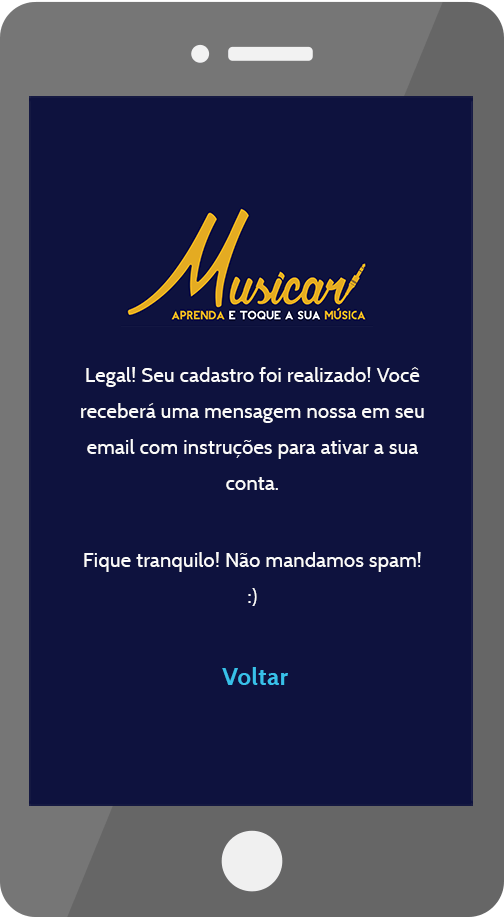 Musicar
APRENDA E TOQUE A SUA MÚSICA
Legal! Seu cadastro foi realizado! Você
receberá uma mensagem nossa em seu
email com instruções para ativar a sua
conta.
Fique tranquilo! Não mandamos spam!
:)
Voltar